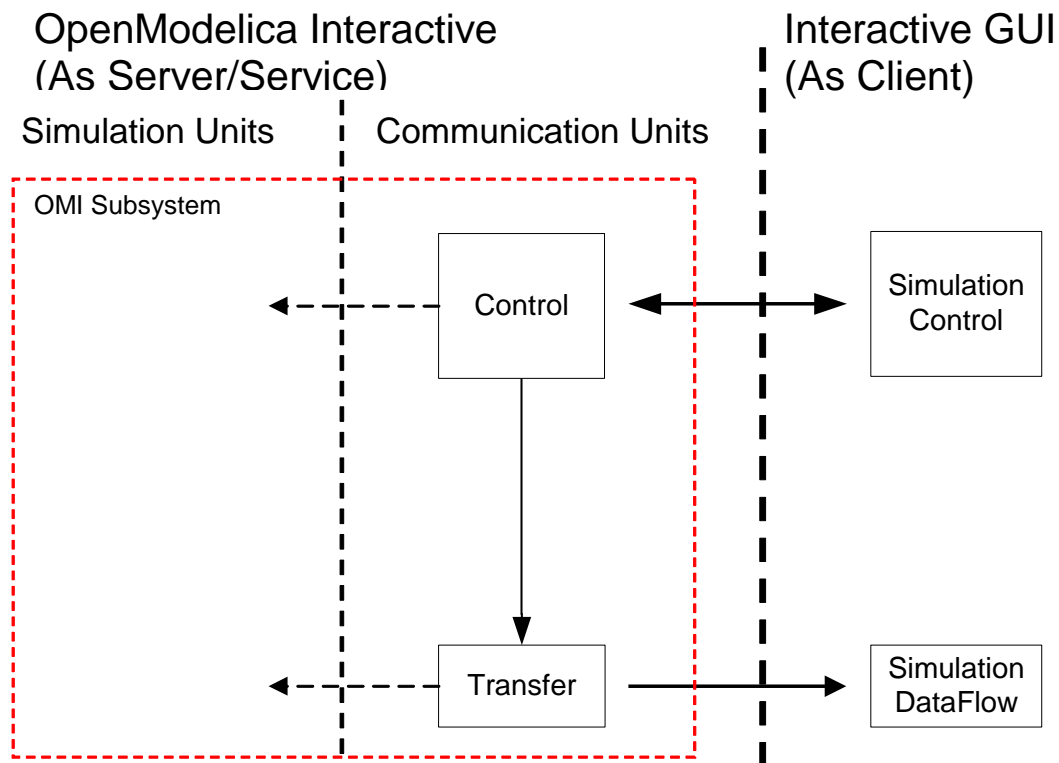 OpenModelica Interactive
(As Server/Service)
Interactive GUI
(As Client)
Simulation Units
Communication Units
OMI Subsystem
Control
Simulation
Control
Transfer
Simulation
DataFlow